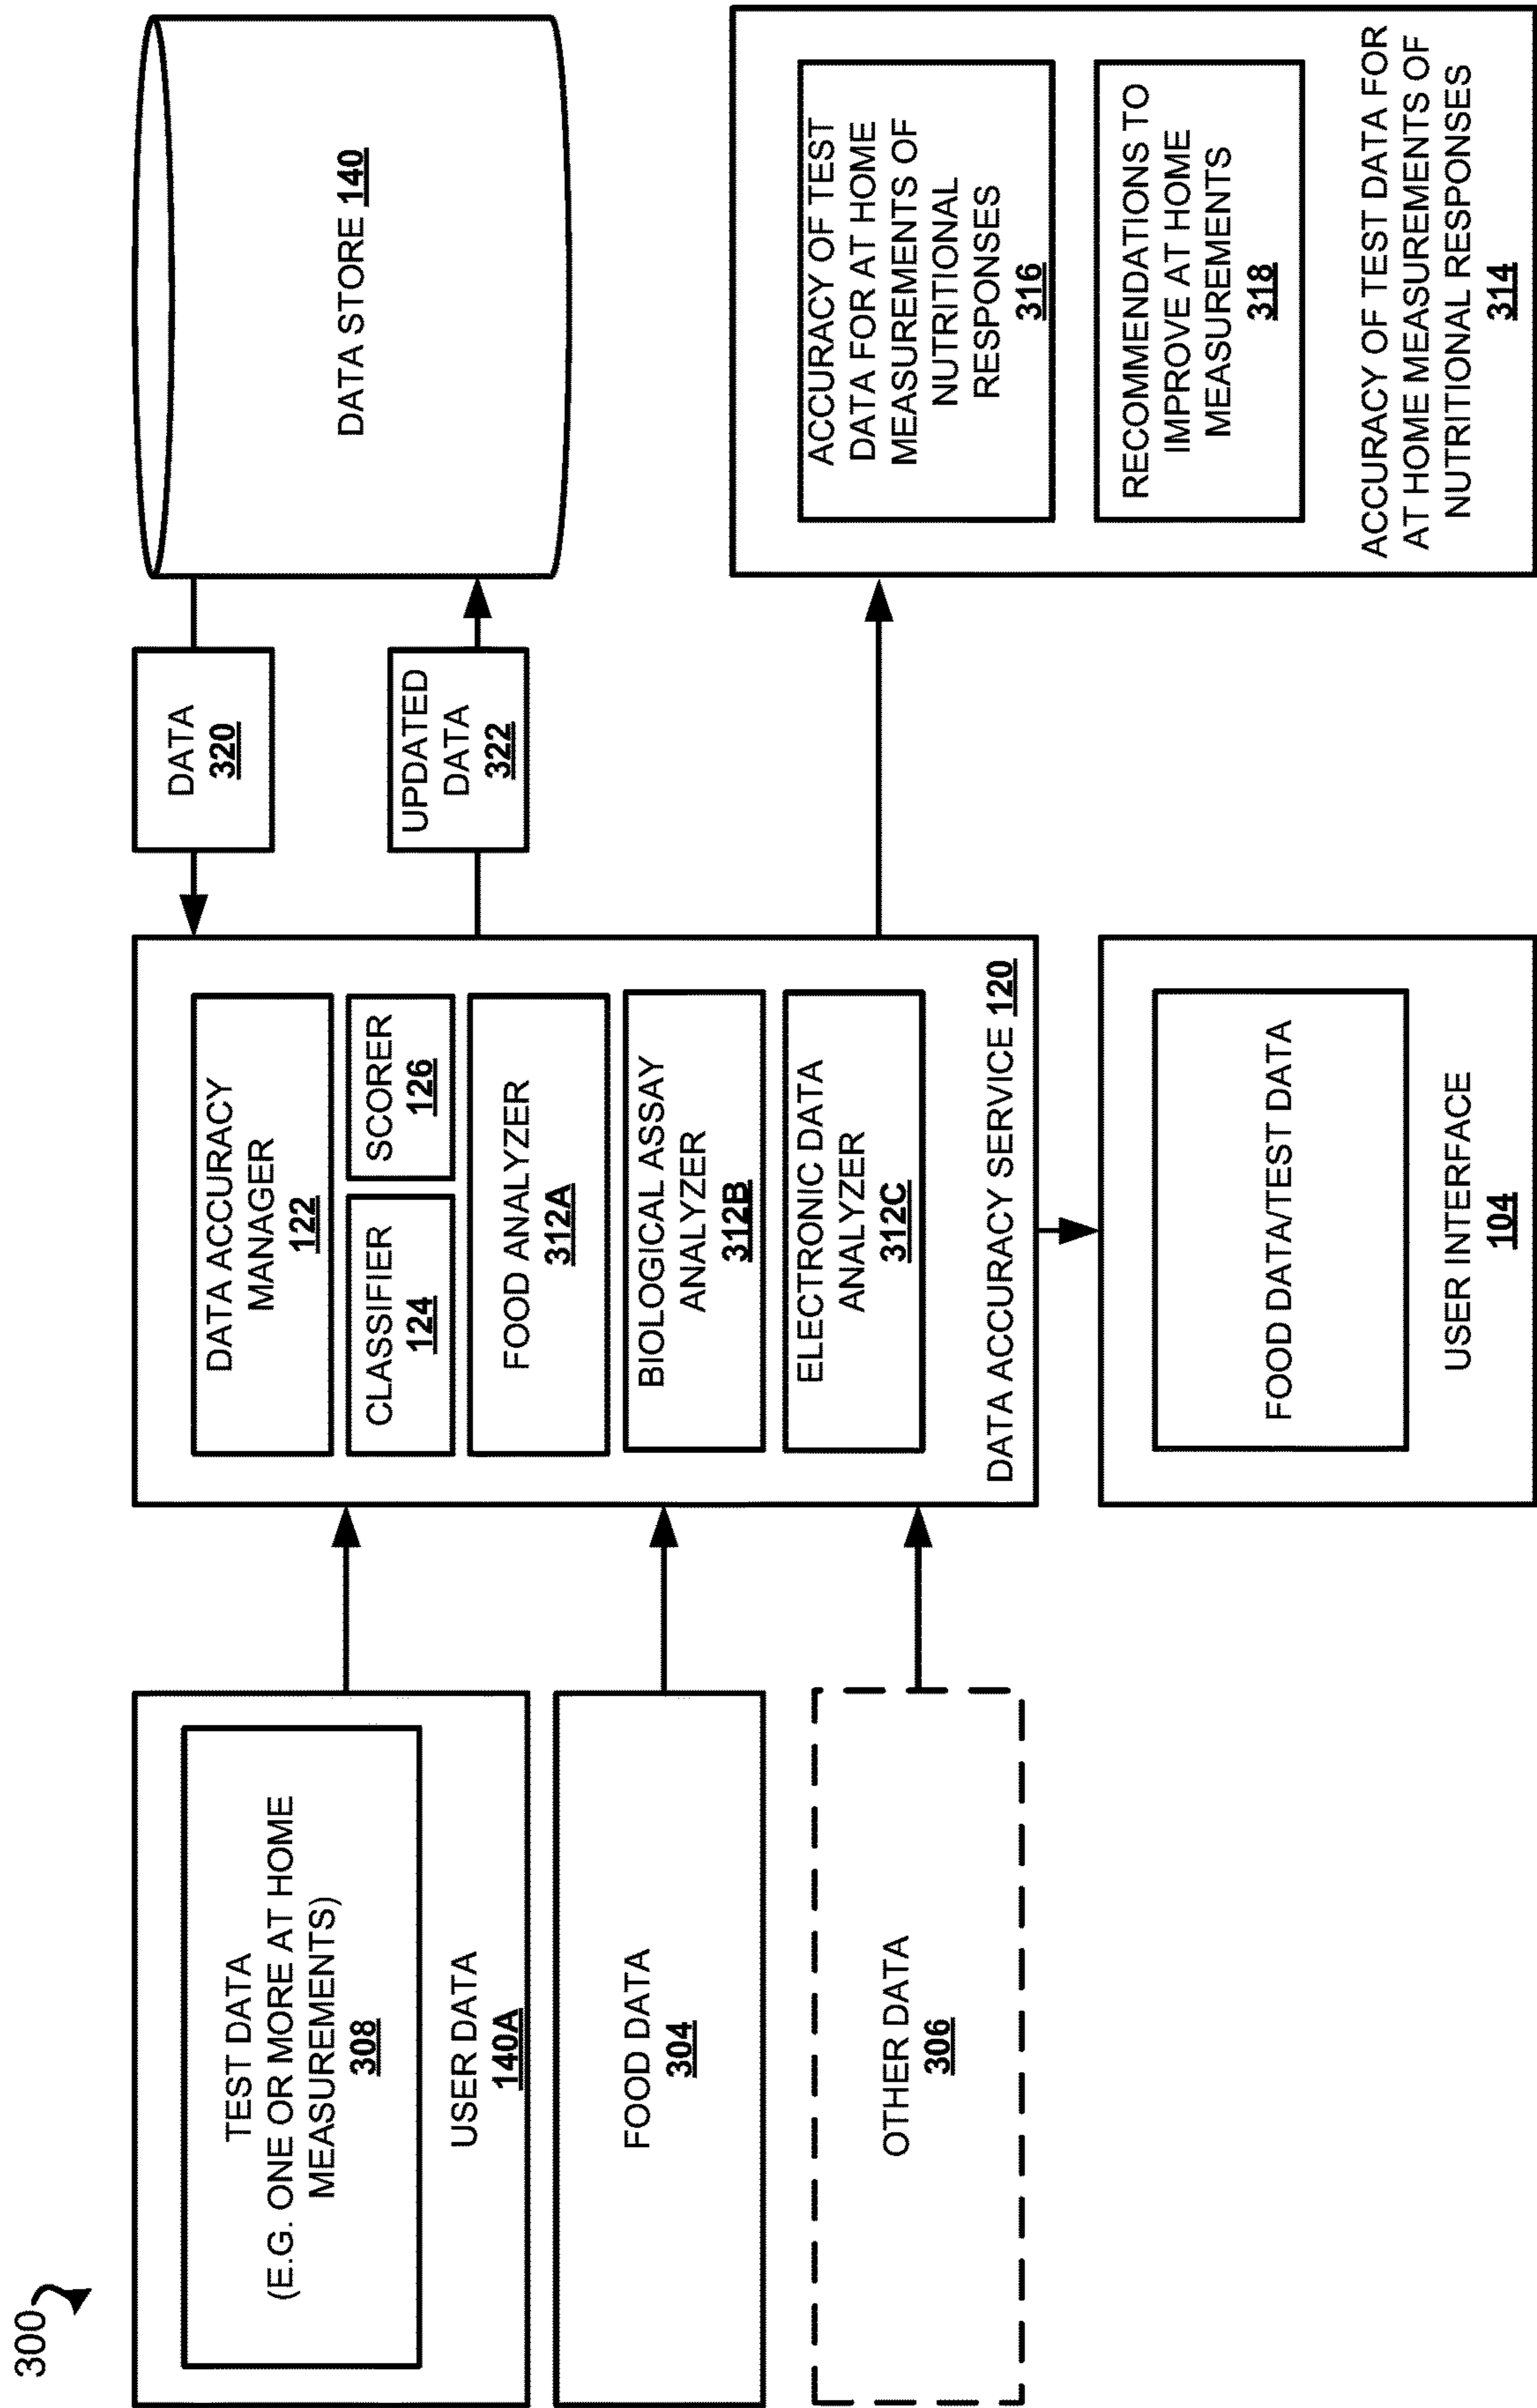 300
TEST DATA
(E.G. ONE OR MORE AT HOME
MEASUREMENTS)
308
USER DATA
140A
FOOD DATA
304
OTHER DATA
306
DATA ACCURACY
MANAGER
122
CLASSIFIER
124
SCORER
126
FOOD ANALYZER
312A
BIOLOGICAL ASSAY
ANALYZER
312B
ELECTRONIC DATA
ANALYZER
312C
DATA ACCURACY SERVICE 120
FOOD DATA/TEST DATA
USER INTERFACE
104
DATA
320
UPDATED
DATA
322
DATA STORE 140
ACCURACY OF TEST
DATA FOR AT HOME
MEASUREMENTS OF
NUTRITIONAL
RESPONSES
316
RECOMMENDATIONS TO
IMPROVE AT HOME
MEASUREMENTS
318
ACCURACY OF TEST DATA FOR
AT HOME MEASUREMENTS OF
NUTRITIONAL RESPONSES
314